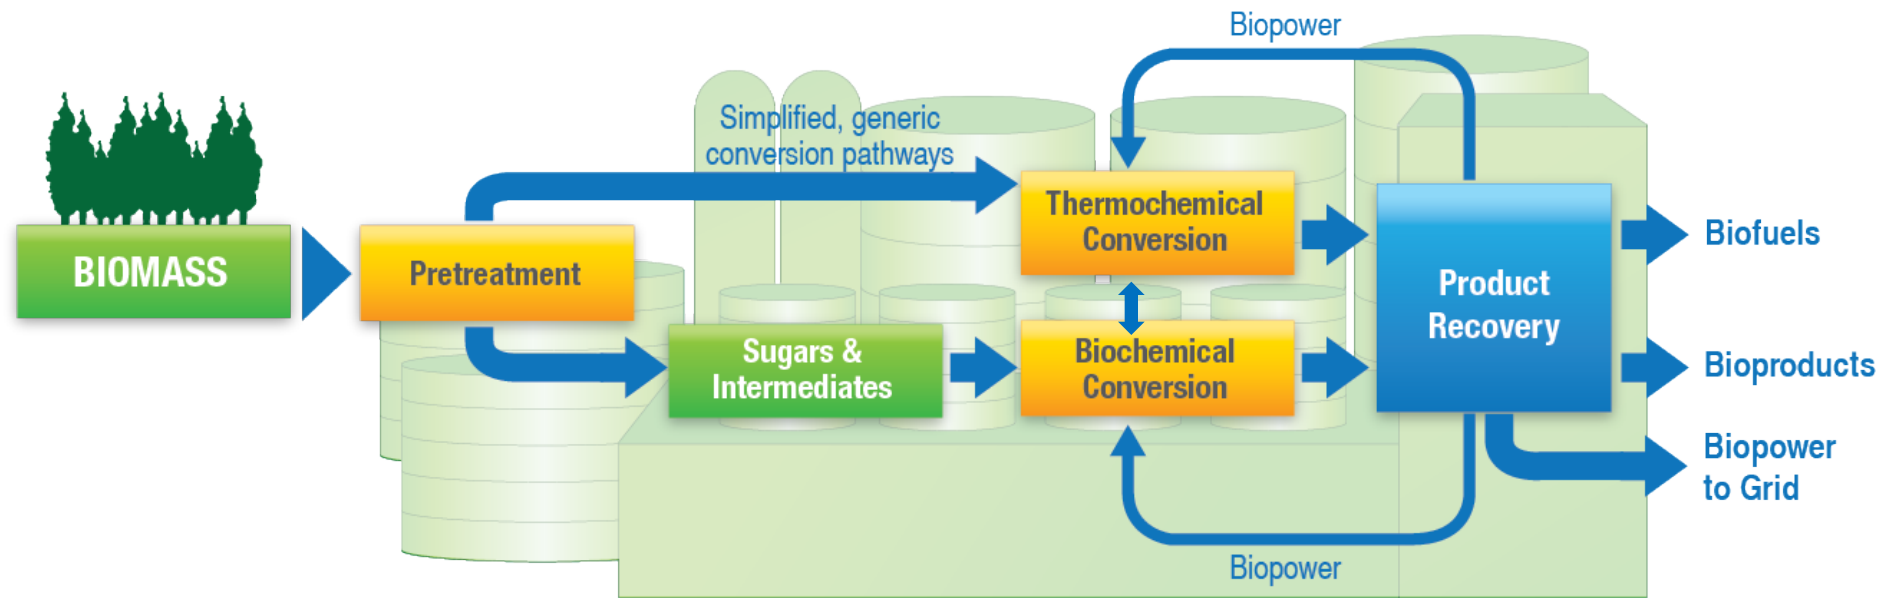 Biopower
Simplified, generic
conversion pathways
BIOMASS
Pretreatment
Thermochemical
Conversion
Sugars &
Intermediates
Biochemical
Conversion
Product
Recovery
Biofuels
Bioproducts
Biopower
to Grid
Biopower